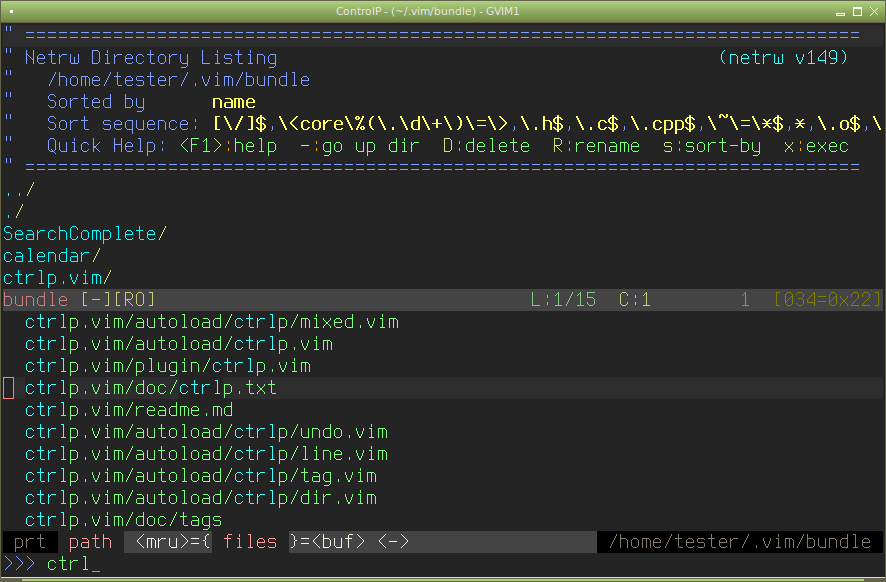 ControlP - (~/.vim/bundle) - GVIM1
" ============================================================================
" Netrw Directory Listing                                        (netrw v149)
"   /home/tester/.vim/bundle
"   Sorted by      name
"   Sort sequence: [\/]$,\<core\%(\.\d\+\)\=\>,\.h$,\.c$,\.cpp$,\~\=\*$,*,\.o$,\
"   Quick Help: <F1>:help  -:go up dir  D:delete  R:rename  s:sort-by  x:exec
" ============================================================================
../
./
SearchComplete/
calendar/
ctrlp.vim/
bundle [-][RO] L:1/15 C:1 1 [034=0x22]
ctrlp.vim/autoload/ctrlp/mixed.vim
ctrlp.vim/autoload/ctrlp.vim
ctrlp.vim/plugin/ctrlp.vim
ctrlp.vim/doc/ctrlp.txt
ctrlp.vim/readme.md
ctrlp.vim/autoload/ctrlp/undo.vim
ctrlp.vim/autoload/ctrlp/line.vim
ctrlp.vim/autoload/ctrlp/tag.vim
ctrlp.vim/autoload/ctrlp/dir.vim
ctrlp.vim/doc/tags
prt path <mru>={ files }=<buf> <-> /home/tester/.vim/bundle
>>> ctrl_